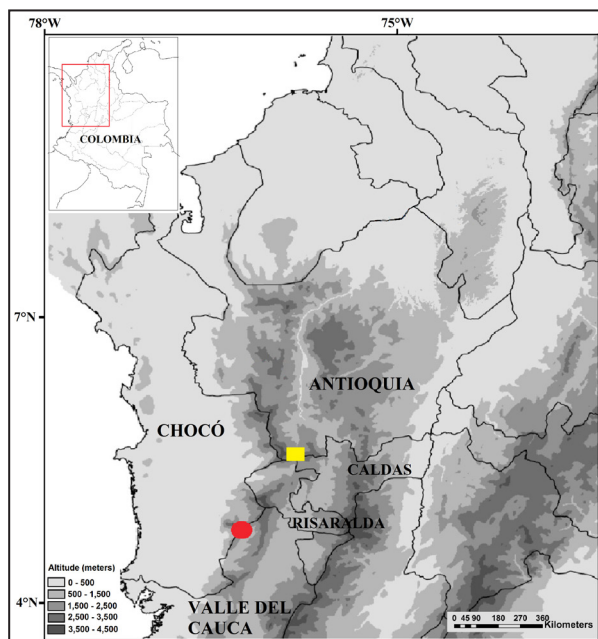 78°W
75°W
COLOMBIA
7°N
ANTIOQUIA
CHOCÓ
CALDAS
RISARALDA
Altitude (meters)
0 - 500
500 - 1,500
1,500 - 2,500
2,500 - 3,500
3,500 - 4,500
4°N
VALLE DEL
CAUCA
0 45 90 180 270 360
Kilometers